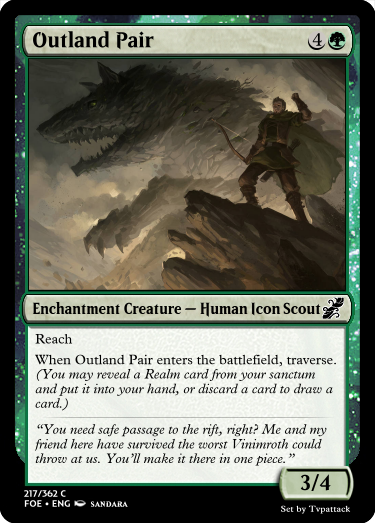 Outland Pair 4
Enchantment Creature — Human Icon Scout
Reach
When Outland Pair enters the battlefield, traverse.
(You may reveal a Realm card from your sanctum
and put it into your hand, or discard a card to draw a
card.)
“You need safe passage to the rift, right? Me and my
friend here have survived the worst Vinimroth could
throw at us. You’ll make it there in one piece.”
3/4
217/362 C
FOE • ENG SANDARA
Set by Tvpattack